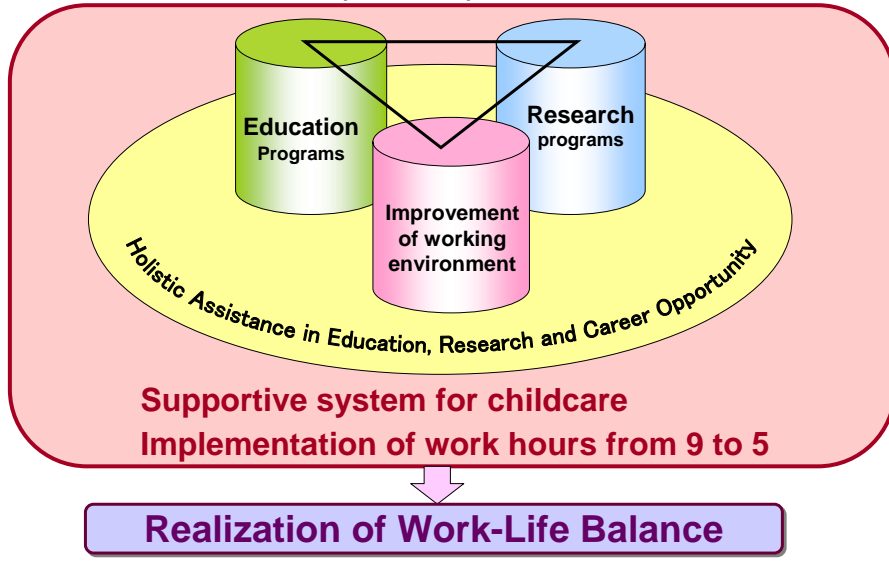 Education
Programs
Research
programs
Improvement
of working
environment
Holistic Assistance in Education, Research and Career Opportunity
Supportive system for childcare
Implementation of work hours from 9 to 5
Realization of Work-Life Balance